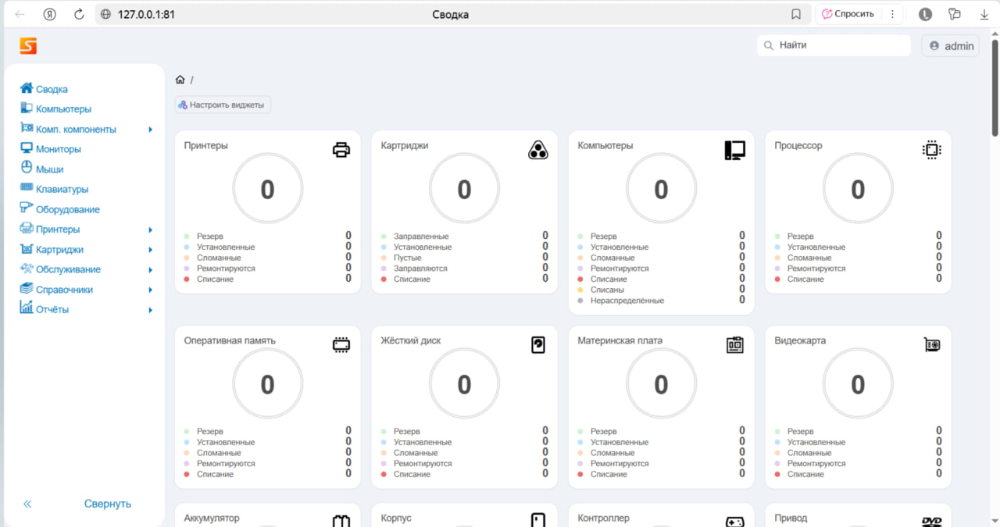 127.0.0.1:81
Сводка
Спросить
Найти
admin
Сводка
Компьютеры
Комп. компоненты
Мониторы
Мыши
Клавиатуры
Оборудование
Принтеры
Картриджи
Обслуживание
Справочники
Отчёты
Свернуть
/
Настроить виджеты
Принтеры
0
Резерв 0
Установленные 0
Сломанные 0
Ремонтируются 0
Списание 0
Картриджи
0
Заправленные 0
Установленные 0
Пустые 0
Заправляются 0
Списание 0
Компьютеры
0
Резерв 0
Установленные 0
Сломанные 0
Ремонтируются 0
Списание 0
Списаны 0
Нераспределённые 0
Процессор
0
Резерв 0
Установленные 0
Сломанные 0
Ремонтируются 0
Списание 0
Оперативная память
0
Резерв 0
Установленные 0
Сломанные 0
Ремонтируются 0
Списание 0
Жёсткий диск
0
Резерв 0
Установленные 0
Сломанные 0
Ремонтируются 0
Списание 0
Материнская плата
0
Резерв 0
Установленные 0
Сломанные 0
Ремонтируются 0
Списание 0
Видеокарта
0
Резерв 0
Установленные 0
Сломанные 0
Ремонтируются 0
Списание 0
Аккумулятор
Корпус
Контроллер
Привод
DVD